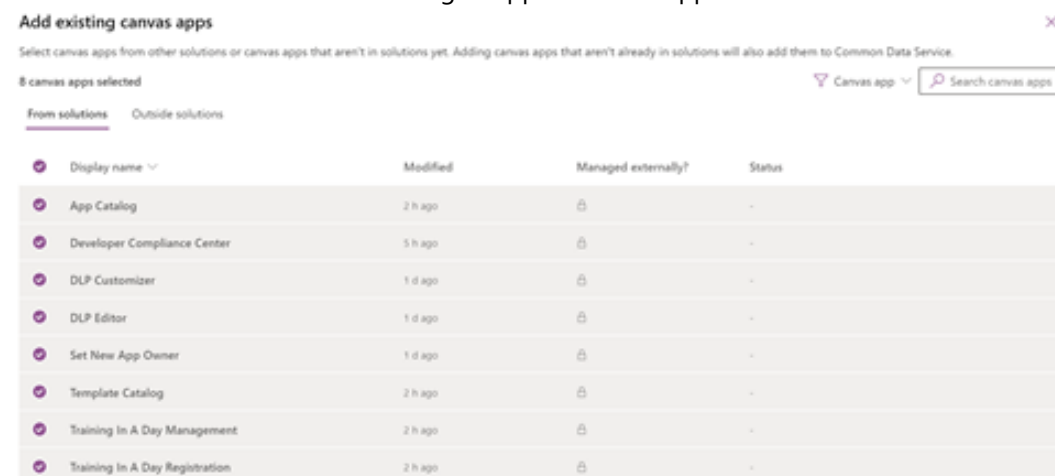 Add existing canvas apps
Select canvas apps from other solutions or canvas apps that aren't in solutions yet. Adding canvas apps that aren't already in solutions will also add them to Common Data Service.
8 canvas apps selected
Canvas app
Search canvas apps
From solutions Outside solutions
Display name Modified Managed externally? Status
App Catalog 2 h ago -
Developer Compliance Center 5 h ago -
DLP Customizer 1 d ago -
DLP Editor 1 d ago -
Set New App Owner 1 d ago -
Template Catalog 2 h ago -
Training In A Day Management 2 h ago -
Training In A Day Registration 2 h ago -